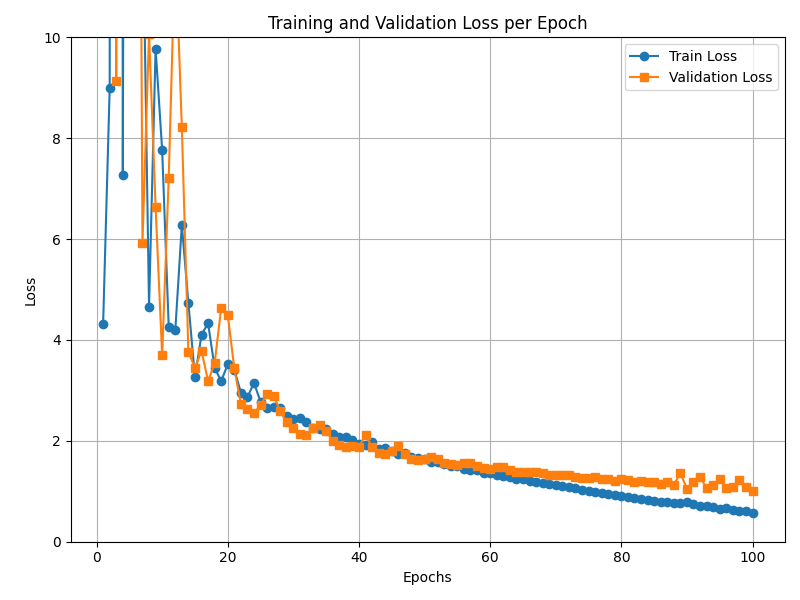 Training and Validation Loss per Epoch
Train Loss
Validation Loss
Loss
10
8
6
4
2
0
0 20 40 60 80 100
Epochs